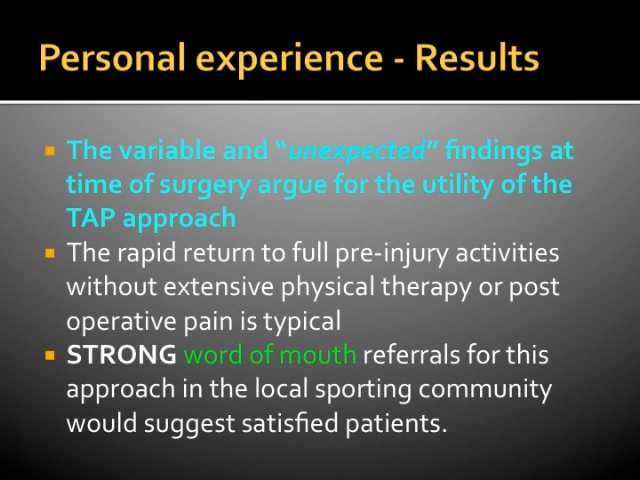 Personal experience - Results
The variable and “unexpected” findings at
time of surgery argue for the utility of the
TAP approach
The rapid return to full pre-injury activities
without extensive physical therapy or post
operative pain is typical
STRONG word of mouth referrals for this
approach in the local sporting community
would suggest satisfied patients.